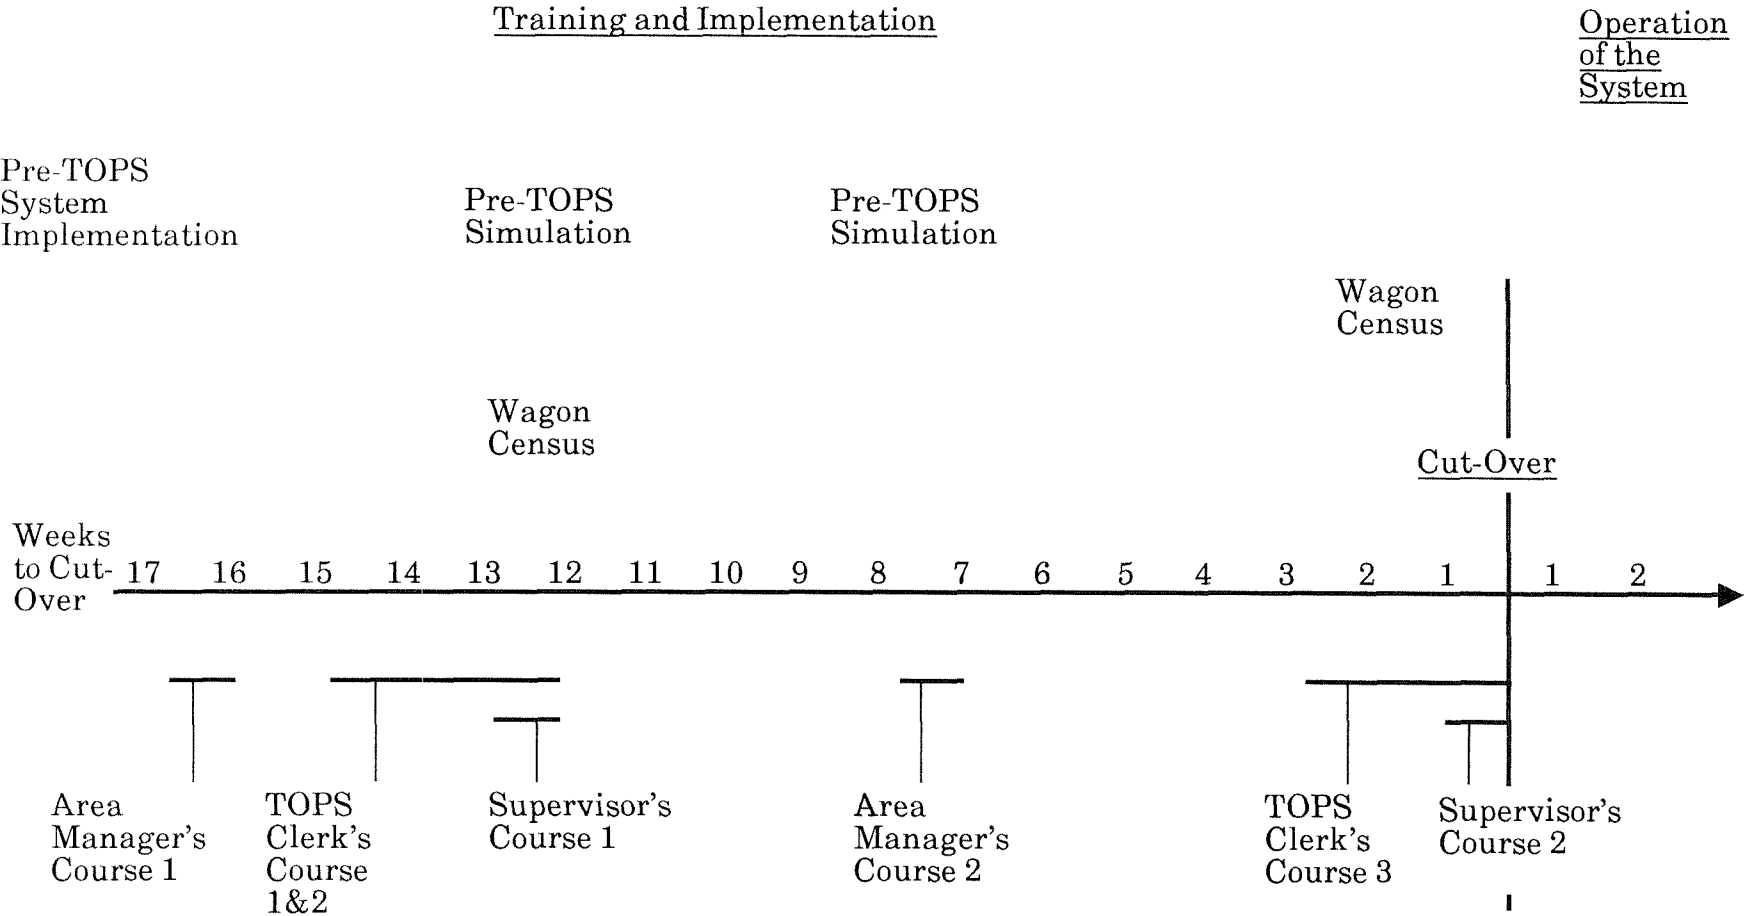 Training and Implementation
Operation
of the
System
Pre-TOPS
System
Implementation
Pre-TOPS
Simulation
Pre-TOPS
Simulation
Wagon
Census
Wagon
Census
Cut-Over
Weeks
to Cut-
Over
17 16 15 14 13 12 11 10 9 8 7 6 5 4 3 2 1 1 2
Area
Manager's
Course 1
TOPS
Clerk's
Course
1&2
Supervisor's
Course 1
Area
Manager's
Course 2
TOPS
Clerk's
Course 3
Supervisor's
Course 2